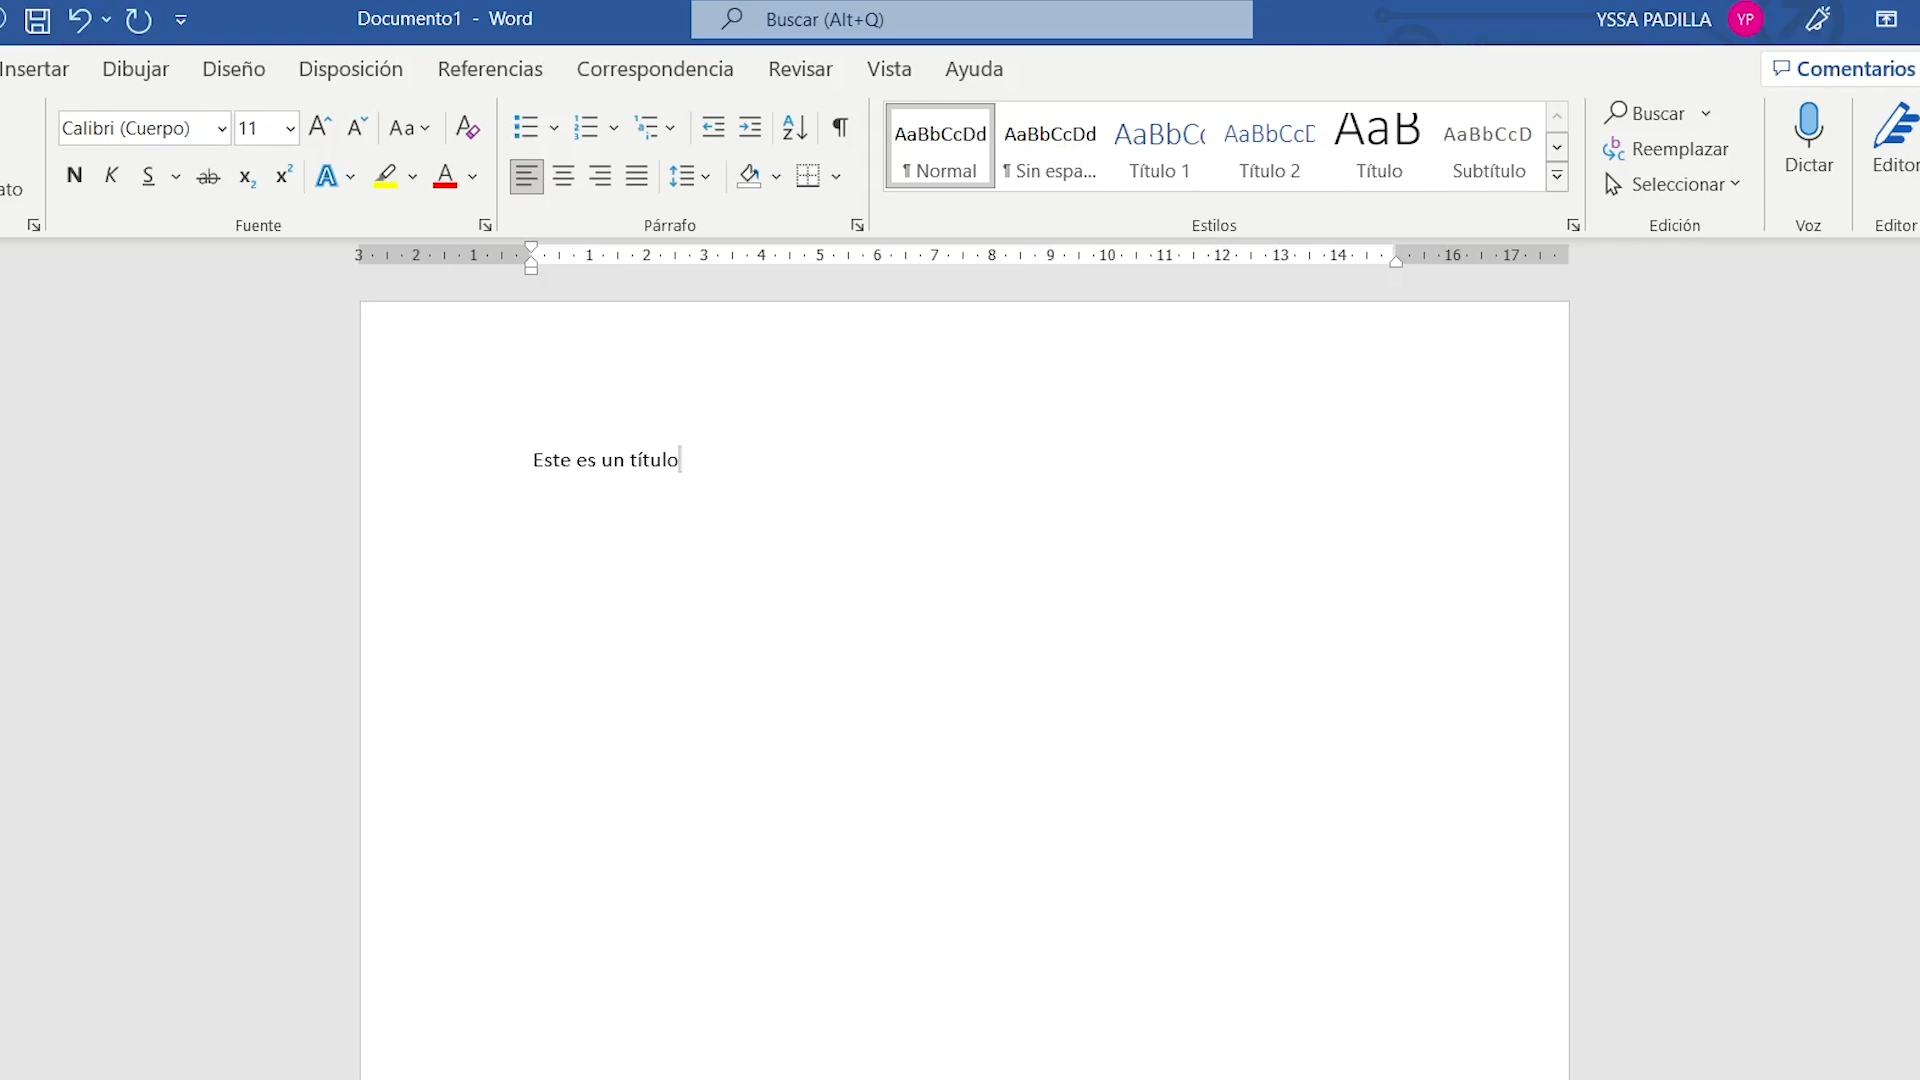 Documento1 - Word
Buscar (Alt+Q)
YSSA PADILLA
YP
Insertar Dibujar Diseño Disposición Referencias Correspondencia Revisar Vista Ayuda
Comentarios
Calibri (Cuerpo) 11 A A Aa A
N K S ab x₂ x² A A
AaBbCcDd AaBbCcDd AaBbC AaBbCcD AaB AaBbCcD
¶ Normal ¶ Sin espa... Título 1 Título 2 Título Subtítulo
Buscar
Reemplazar
Seleccionar
Dictar
Editor
ato
Fuente Párrafo Estilos Edición Voz Editor
3 2 1 1 2 3 4 5 6 7 8 9 10 11 12 13 14 16 17
Este es un título